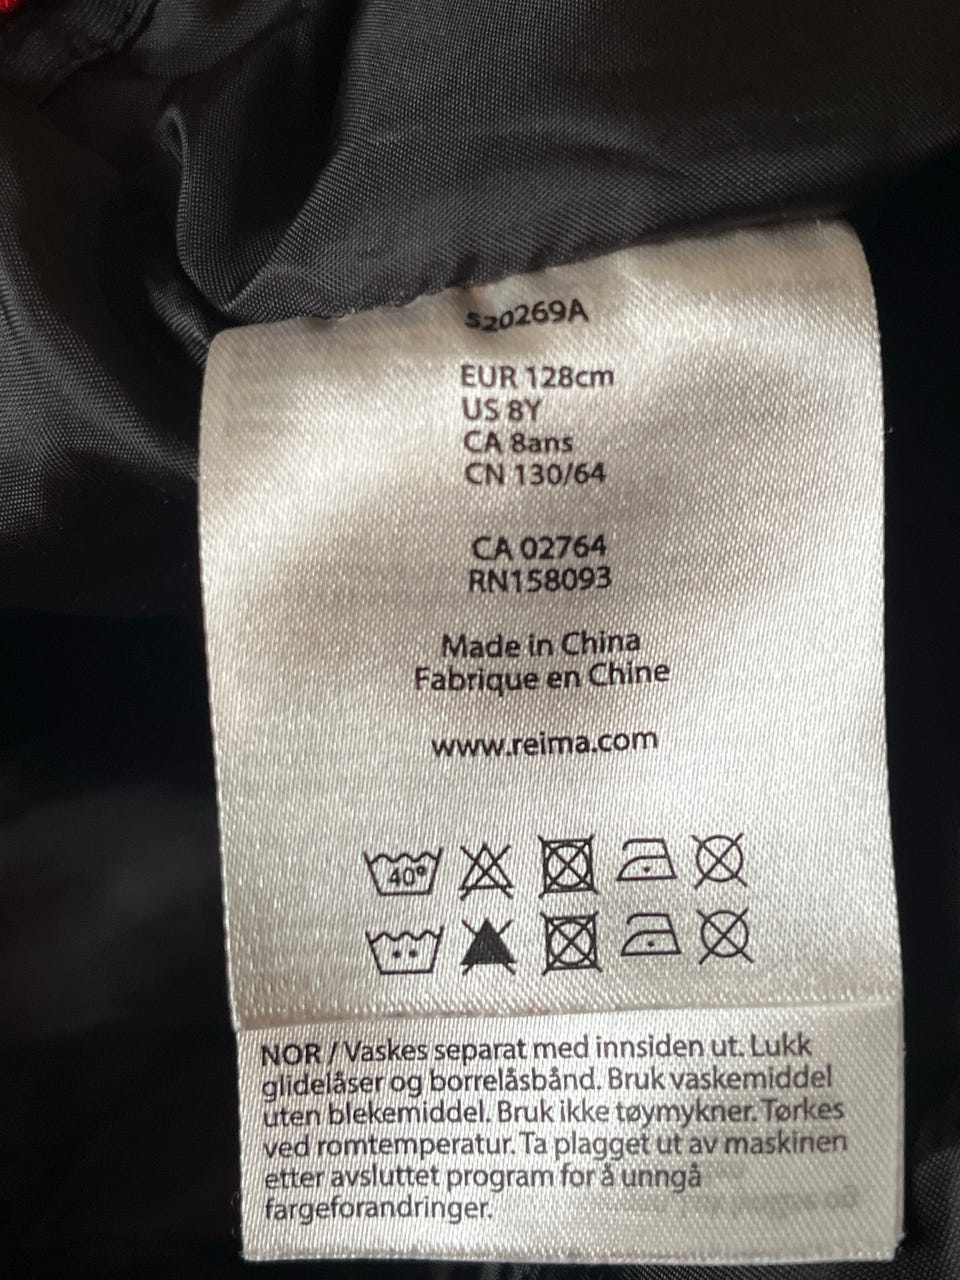 S20269A
EUR 128cm
US 8Y
CA 8ans
CN 130/64
CA 02764
RN158093
Made in China
Fabrique en Chine
www.reima.com
40°
NOR / Vaskes separat med innsiden ut. Lukk
glidelåser og borrelåsbånd. Bruk vaskemiddel
uten blekemiddel. Bruk ikke tøymykner. Tørkes
ved romtemperatur. Ta plagget ut av maskinen
etter avsluttet program for å unngå
fargeforandringer.